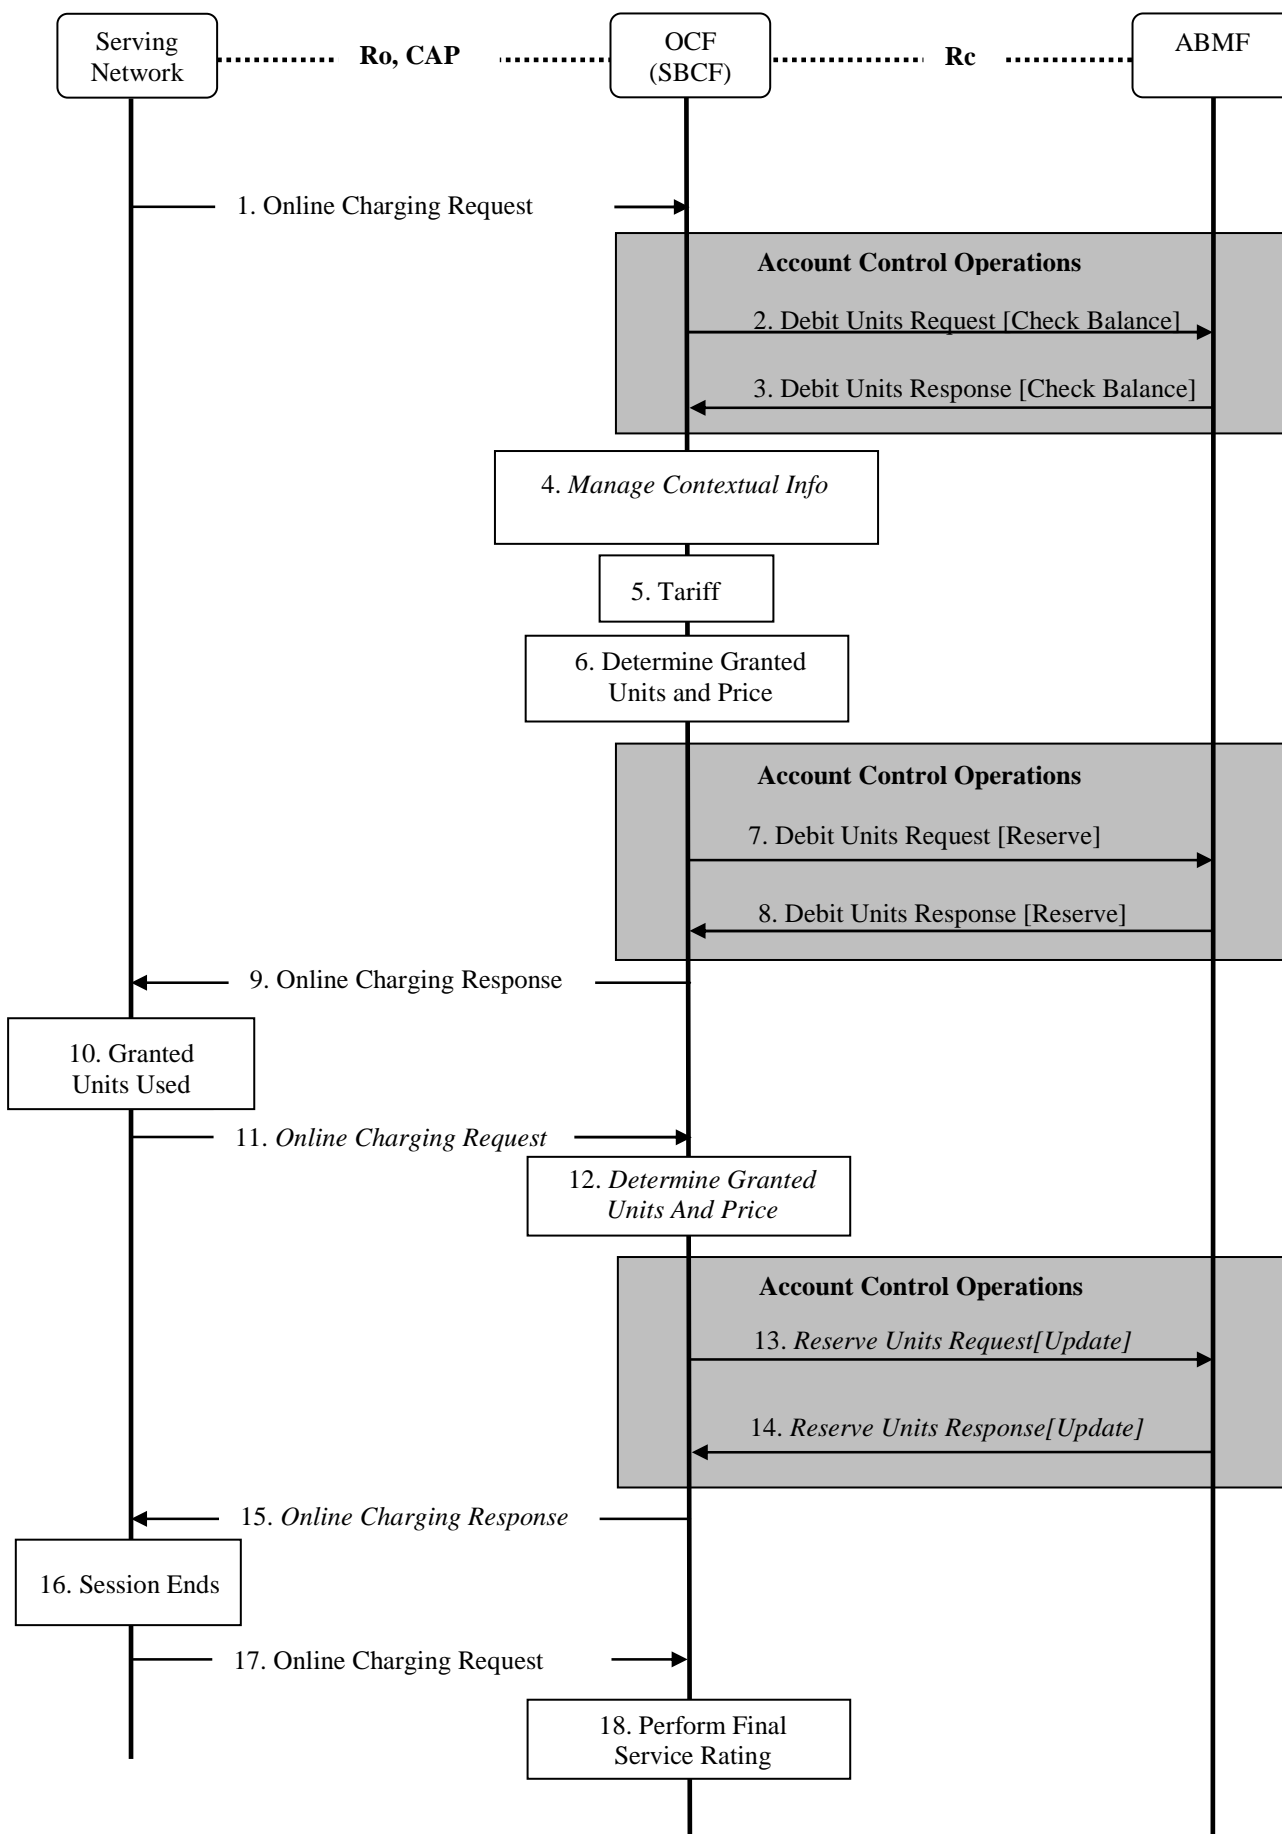 Serving
Network
Ro, CAP
OCF
(SBCF)
Rc
ABMF
1. Online Charging Request
Account Control Operations
2. Debit Units Request [Check Balance]
3. Debit Units Response [Check Balance]
4. Manage Contextual Info
5. Tariff
6. Determine Granted
Units and Price
Account Control Operations
7. Debit Units Request [Reserve]
8. Debit Units Response [Reserve]
9. Online Charging Response
10. Granted
Units Used
11. Online Charging Request
12. Determine Granted
Units And Price
Account Control Operations
13. Reserve Units Request[Update]
14. Reserve Units Response[Update]
15. Online Charging Response
16. Session Ends
17. Online Charging Request
18. Perform Final
Service Rating